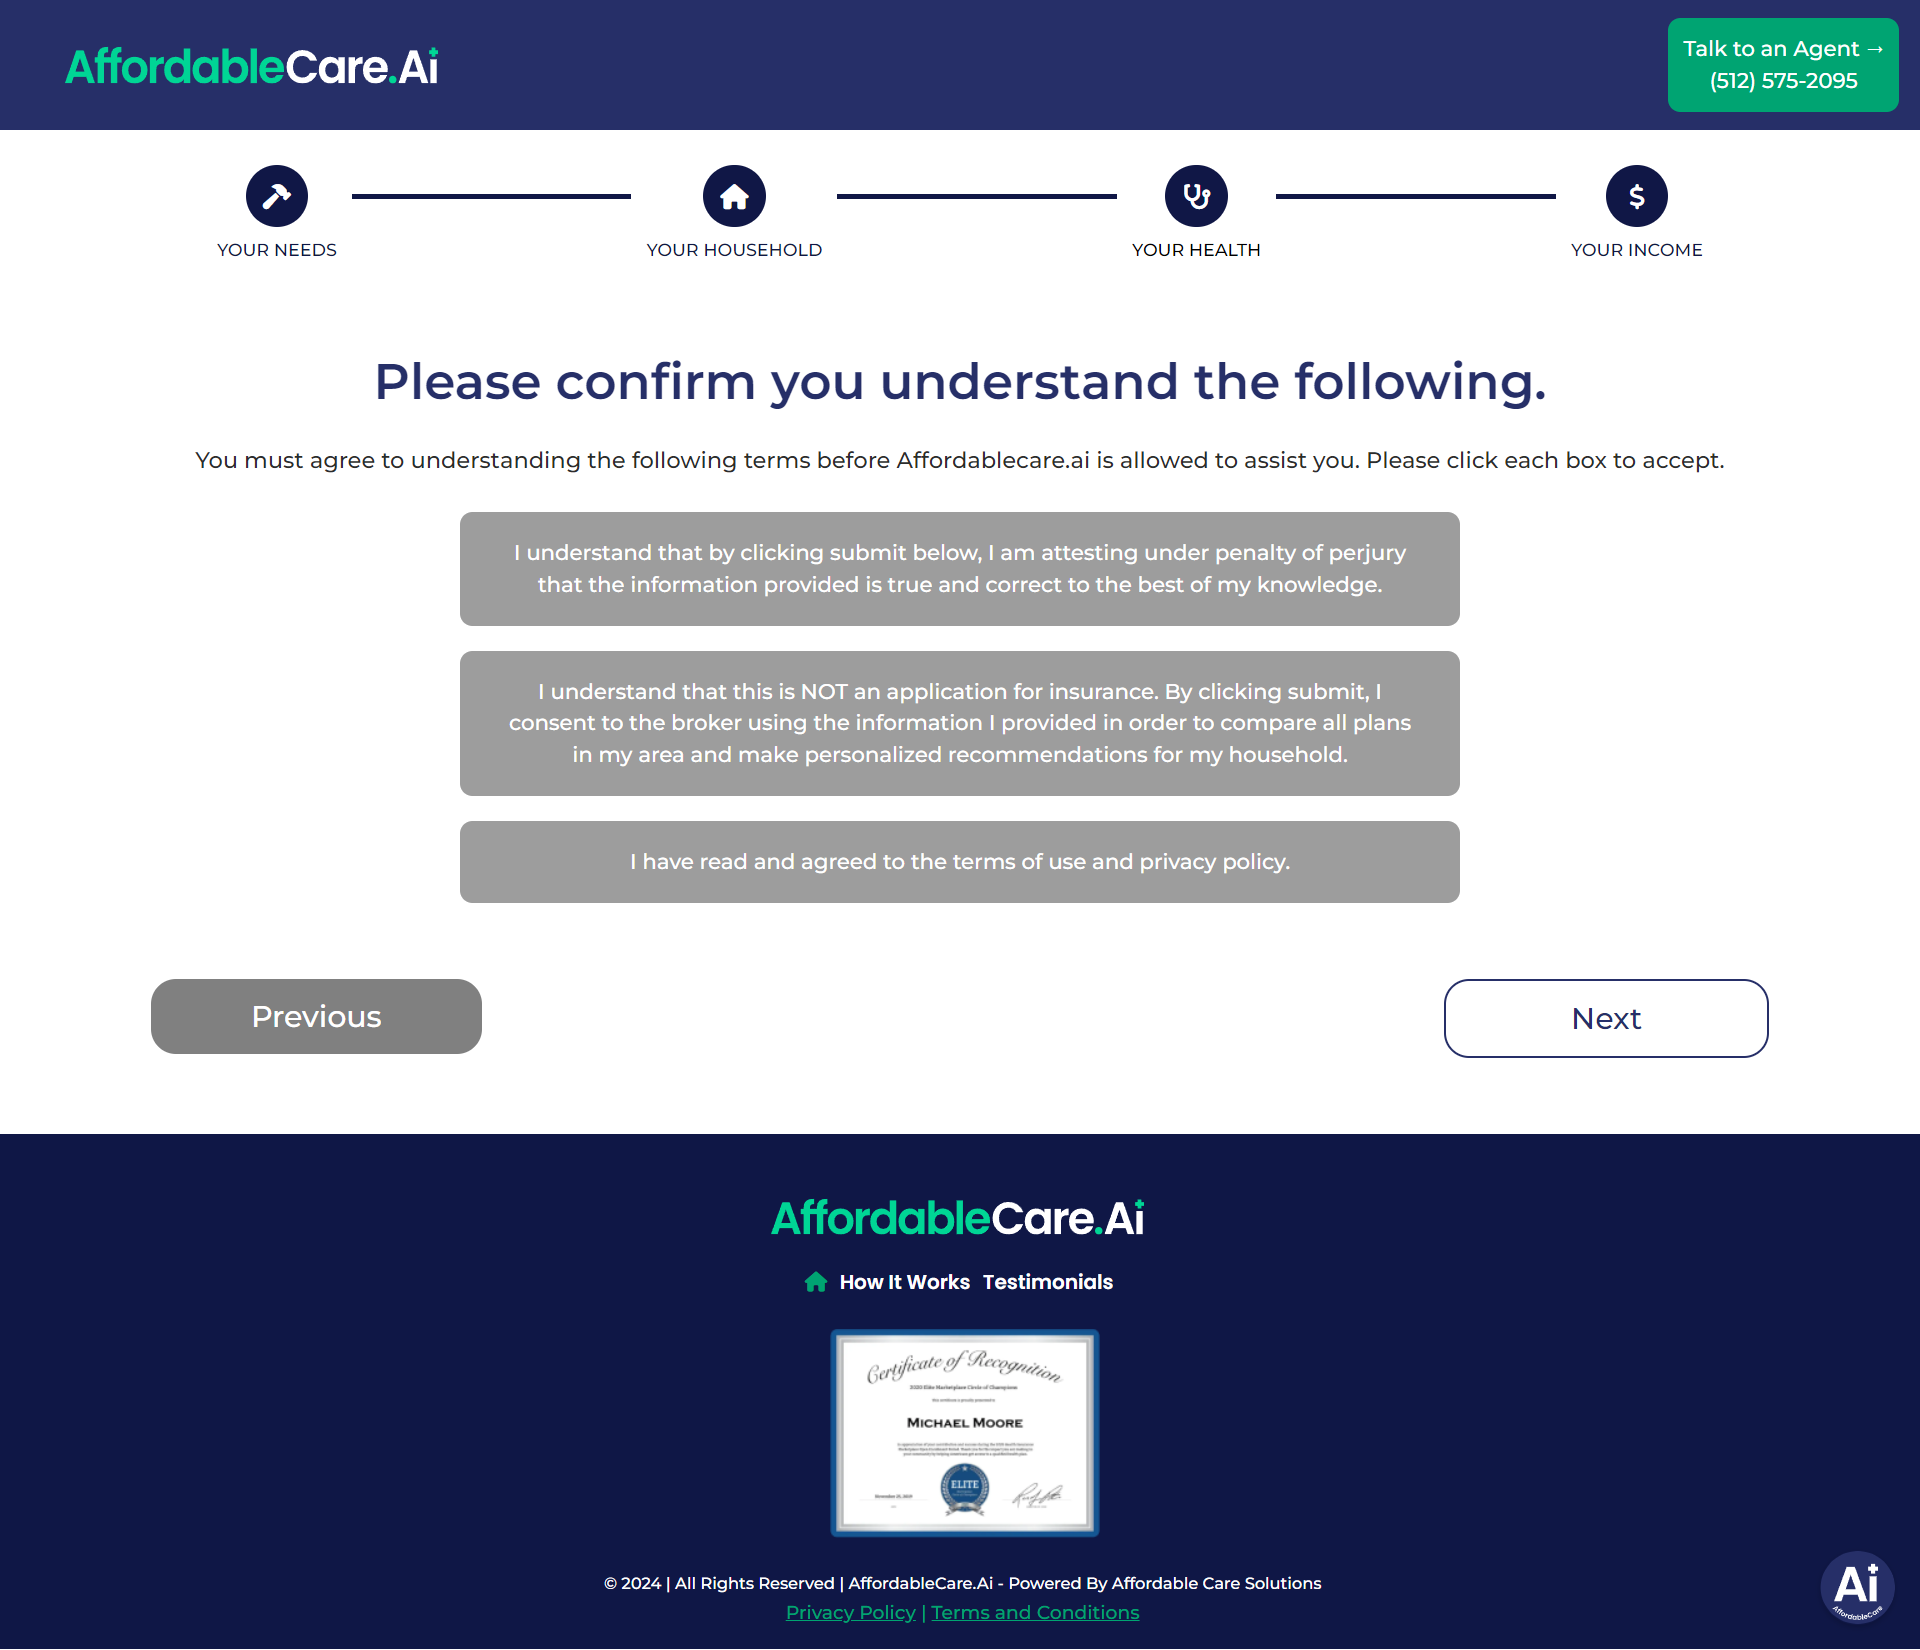 AffordableCare.Ai
Talk to an Agent →
(512) 575-2095
YOUR NEEDS
YOUR HOUSEHOLD
YOUR HEALTH
YOUR INCOME
Please confirm you understand the following.
You must agree to understanding the following terms before Affordablecare.ai is allowed to assist you. Please click each box to accept.
I understand that by clicking submit below, I am attesting under penalty of perjury
that the information provided is true and correct to the best of my knowledge.
I understand that this is NOT an application for insurance. By clicking submit, I
consent to the broker using the information I provided in order to compare all plans
in my area and make personalized recommendations for my household.
I have read and agreed to the terms of use and privacy policy.
Previous
Next
AffordableCare.Ai
How It Works Testimonials
Certificate of Recognition
2020 Elite Marketplace Circle of Champions
MICHAEL MOORE
ELITE
© 2024 | All Rights Reserved | AffordableCare.Ai - Powered By Affordable Care Solutions
Privacy Policy | Terms and Conditions
Ai
AffordableCare